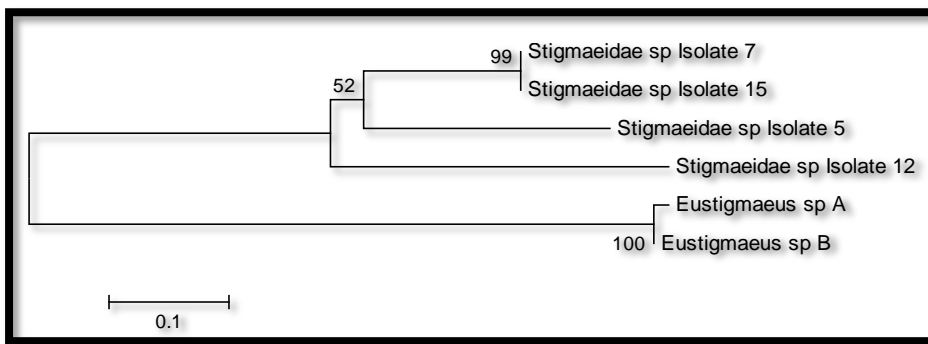 99
Stigmaeidae sp Isolate 7
Stigmaeidae sp Isolate 15
52
Stigmaeidae sp Isolate 5
Stigmaeidae sp Isolate 12
Eustigmaeus sp A
100
Eustigmaeus sp B
0.1